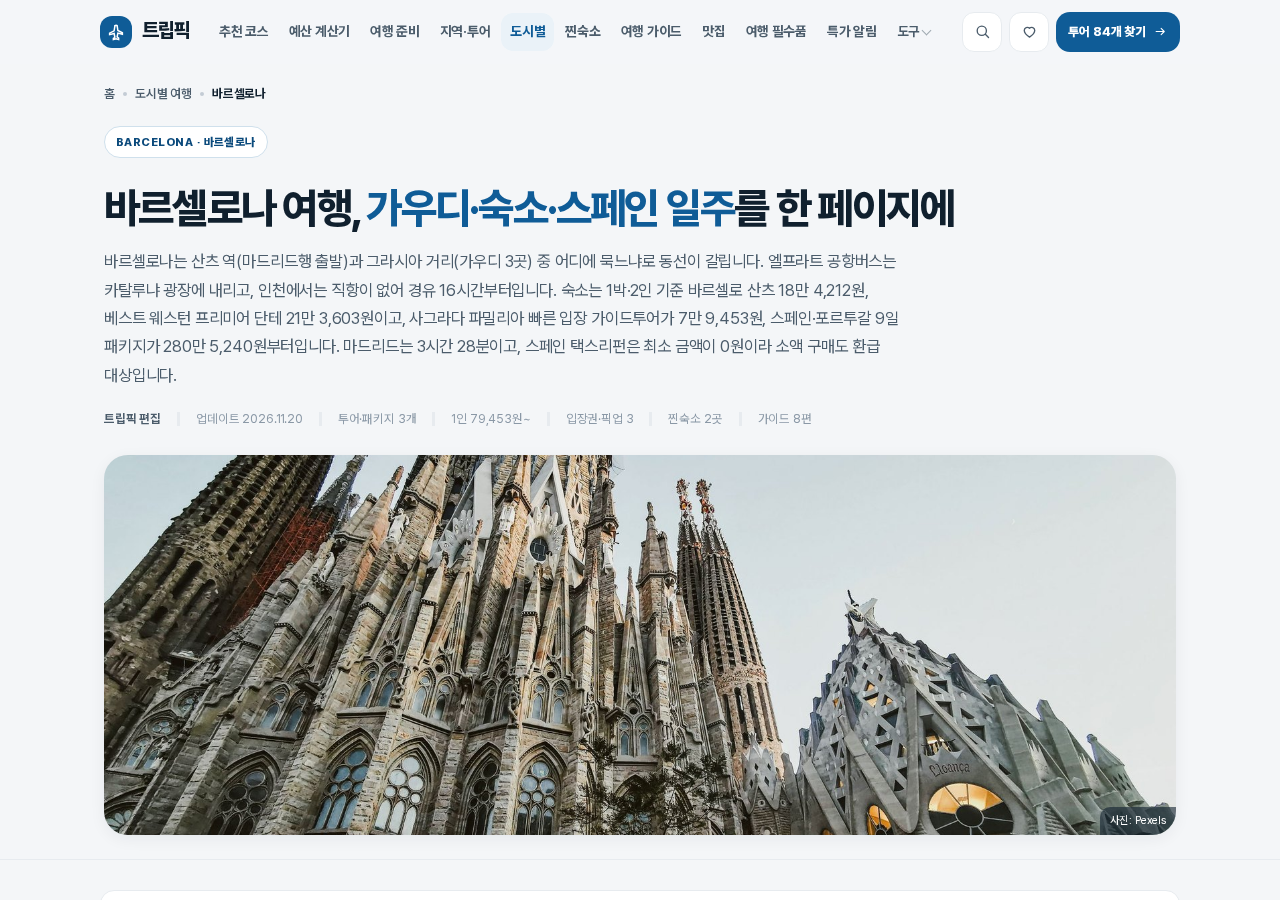 트립픽
추천 코스
예산 계산기
여행 준비
지역·투어
도시별
찐숙소
여행 가이드
맛집
여행 필수품
특가 알림
도구
투어 84개 찾기 →
홈 • 도시별 여행 • 바르셀로나
BARCELONA · 바르셀로나
바르셀로나 여행, 가우디·숙소·스페인 일주를 한 페이지에
바르셀로나는 산츠 역(마드리드행 출발)과 그라시아 거리(가우디 3곳) 중 어디에 묵느냐로 동선이 갈립니다. 엘프라트 공항버스는
카탈루냐 광장에 내리고, 인천에서는 직항이 없어 경유 16시간부터입니다. 숙소는 1박·2인 기준 바르셀로 산츠 18만 4,212원,
베스트 웨스턴 프리미어 단테 21만 3,603원이고, 사그라다 파밀리아 빠른 입장 가이드투어가 7만 9,453원, 스페인·포르투갈 9일
패키지가 280만 5,240원부터입니다. 마드리드는 3시간 28분이고, 스페인 택스리펀은 최소 금액이 0원이라 소액 구매도 환급
대상입니다.
트립픽 편집
업데이트 2026.11.20
투어·패키지 3개
1인 79,453원~
입장권·픽업 3
찐숙소 2곳
가이드 8편
Lloança
사진: Pexels